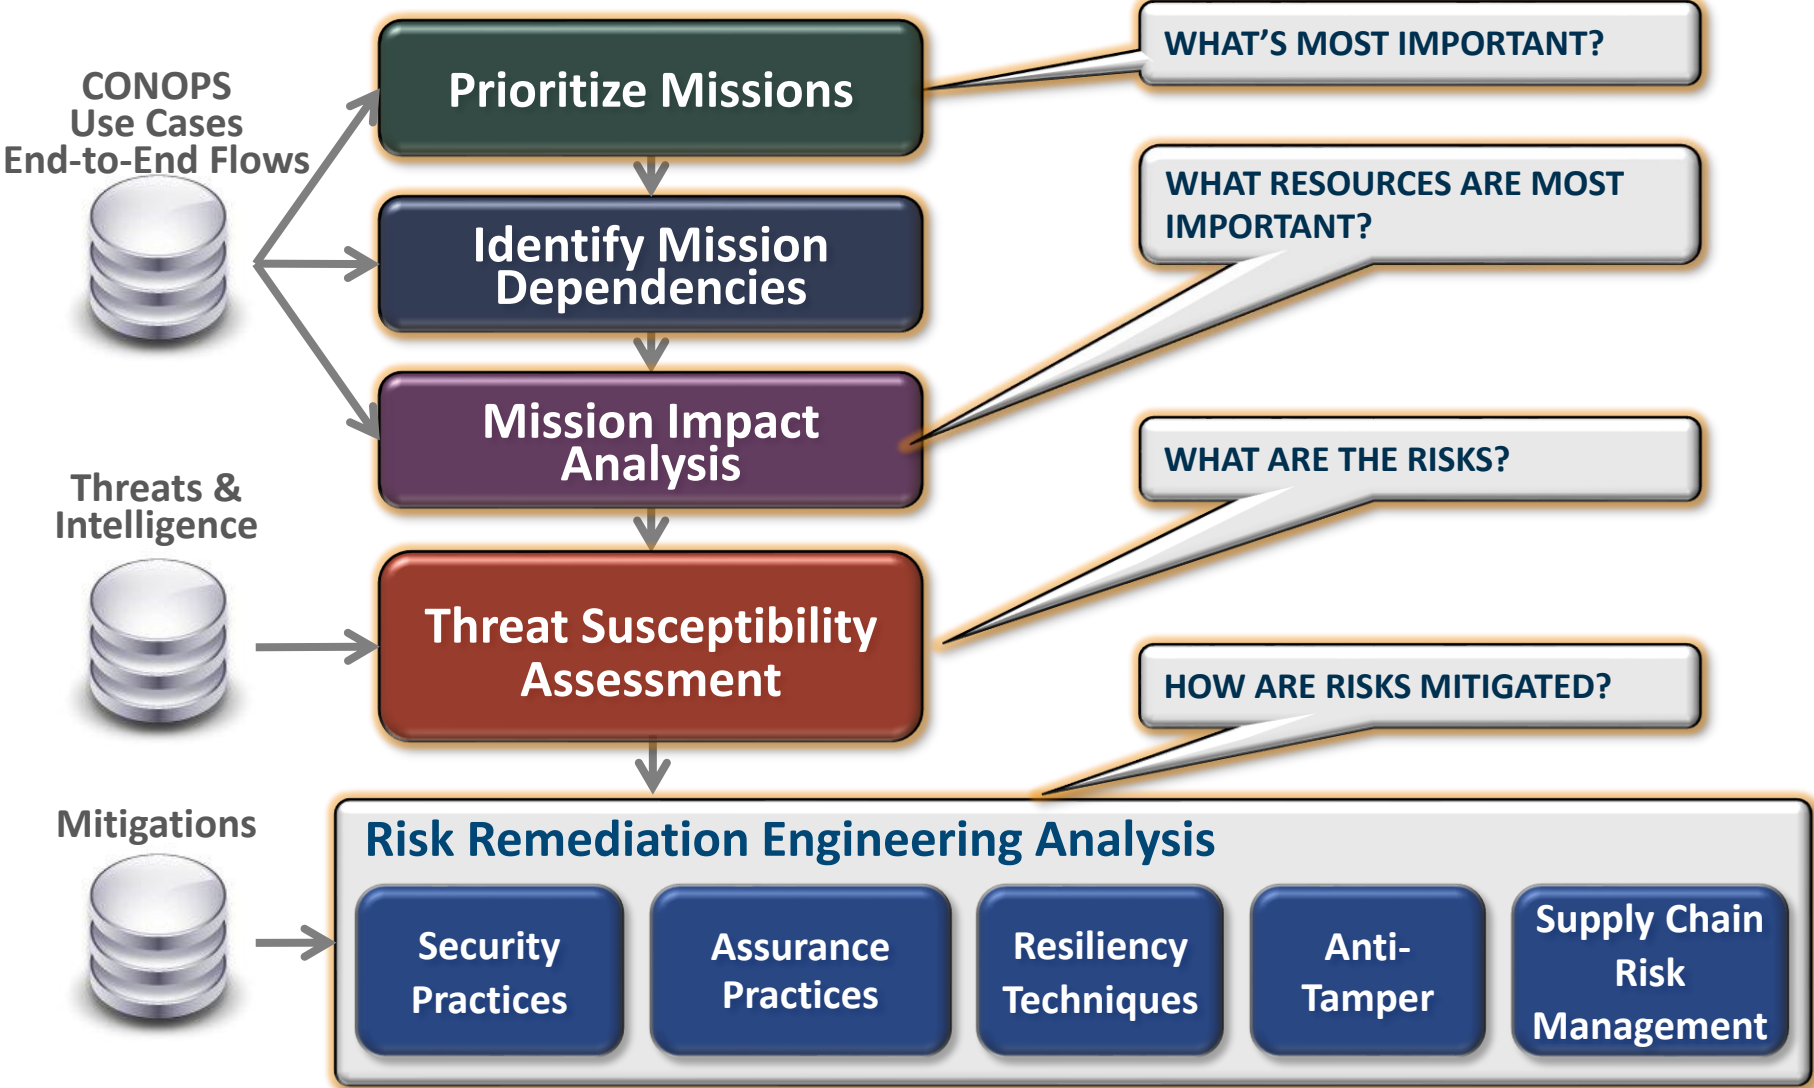 CONOPS
Use Cases
End-to-End Flows
Prioritize Missions
WHAT'S MOST IMPORTANT?
Identify Mission
Dependencies
WHAT RESOURCES ARE MOST
IMPORTANT?
Mission Impact
Analysis
WHAT ARE THE RISKS?
Threats &
Intelligence
Threat Susceptibility
Assessment
HOW ARE RISKS MITIGATED?
Mitigations
Risk Remediation Engineering Analysis
Security
Practices
Assurance
Practices
Resiliency
Techniques
Anti-
Tamper
Supply Chain
Risk
Management